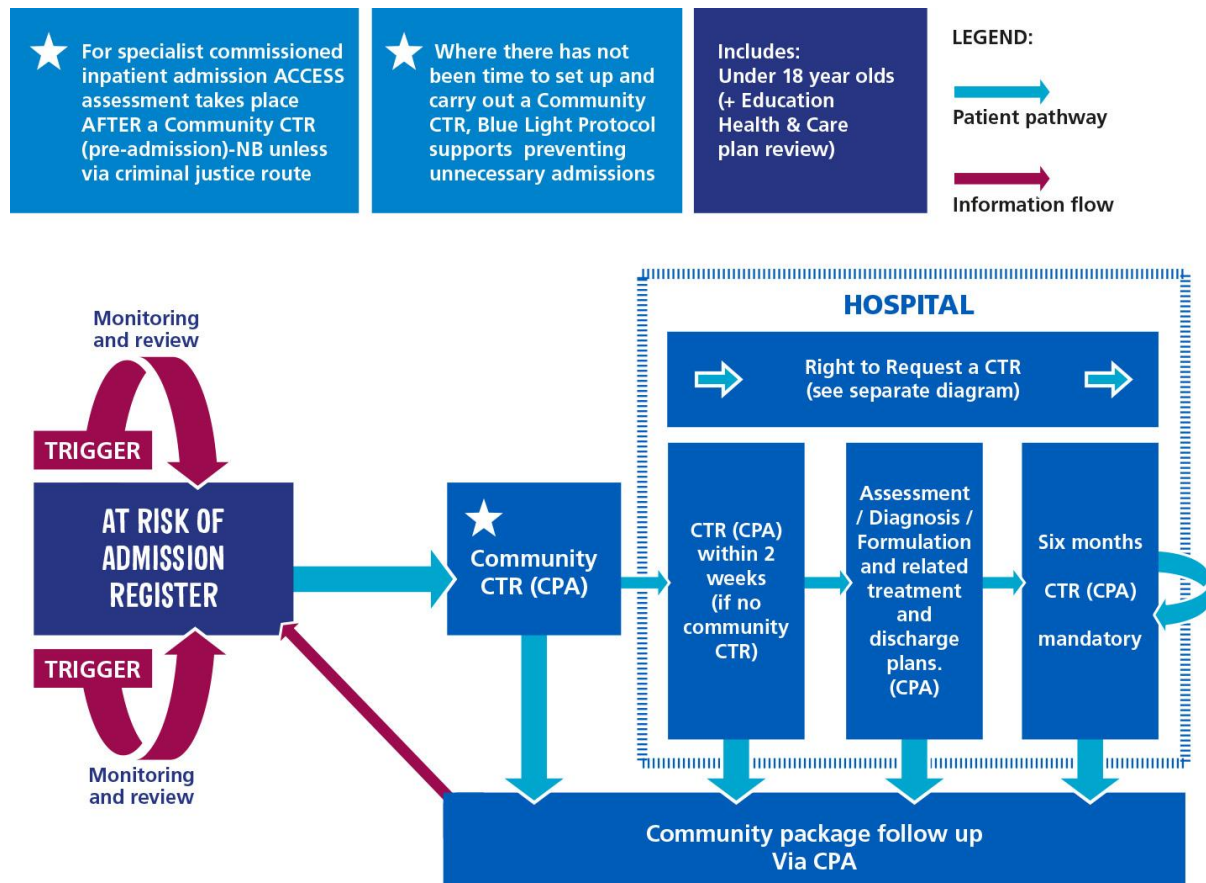 For specialist commissioned
inpatient admission ACCESS
assessment takes place
AFTER a Community CTR
(pre-admission)-NB unless
via criminal justice route
Where there has not
been time to set up and
carry out a Community
CTR, Blue Light Protocol
supports preventing
unnecessary admissions
Includes:
Under 18 year olds
(+ Education
Health & Care
plan review)
LEGEND:
Patient pathway
Information flow
Monitoring
and review
TRIGGER
AT RISK OF
ADMISSION
REGISTER
TRIGGER
Monitoring
and review
Community
CTR (CPA)
HOSPITAL
Right to Request a CTR
(see separate diagram)
CTR (CPA)
within 2
weeks
(if no
community
CTR)
Assessment
/ Diagnosis /
Formulation
and related
treatment
and
discharge
plans.
(CPA)
Six months
CTR (CPA)
mandatory
Community package follow up
Via CPA